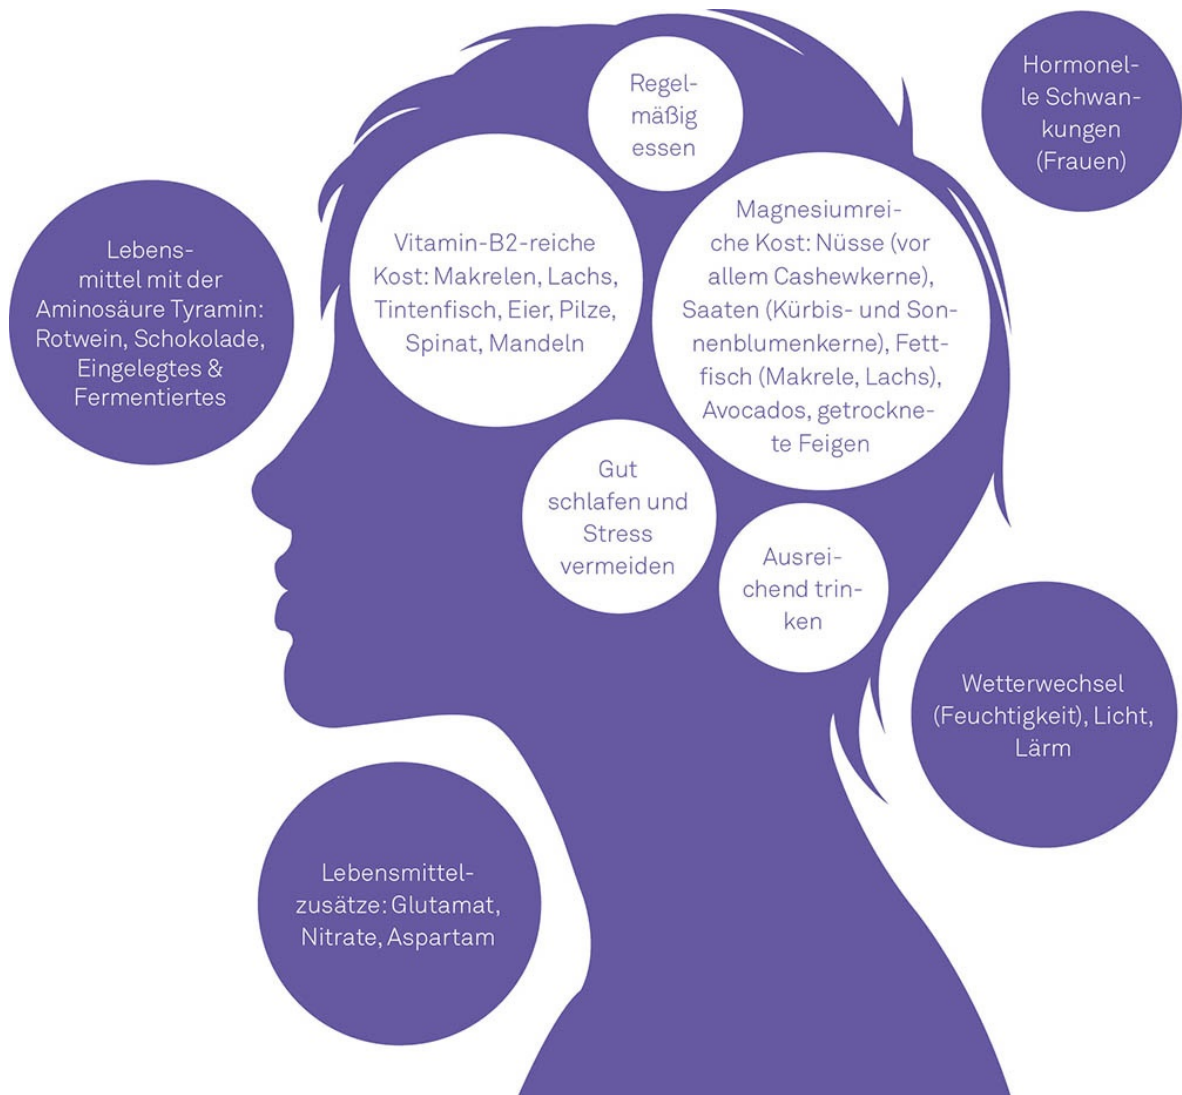 Regel-
mäßig
essen
Hormonel-
le Schwan-
kungen
(Frauen)
Lebens-
mittel mit der
Aminosäure Tyramin:
Rotwein, Schokolade,
Eingelegtes &
Fermentiertes
Vitamin-B2-reiche
Kost: Makrelen, Lachs,
Tintenfisch, Eier, Pilze,
Spinat, Mandeln
Magnesiumrei-
che Kost: Nüsse (vor
allem Cashewkerne),
Saaten (Kürbis- und Son-
nenblumenkerne), Fett-
fisch (Makrele, Lachs),
Avocados, getrockne-
te Feigen
Gut
schlafen und
Stress
vermeiden
Ausrei-
chend trin-
ken
Wetterwechsel
(Feuchtigkeit), Licht,
Lärm
Lebensmittel-
zusätze: Glutamat,
Nitrate, Aspartam